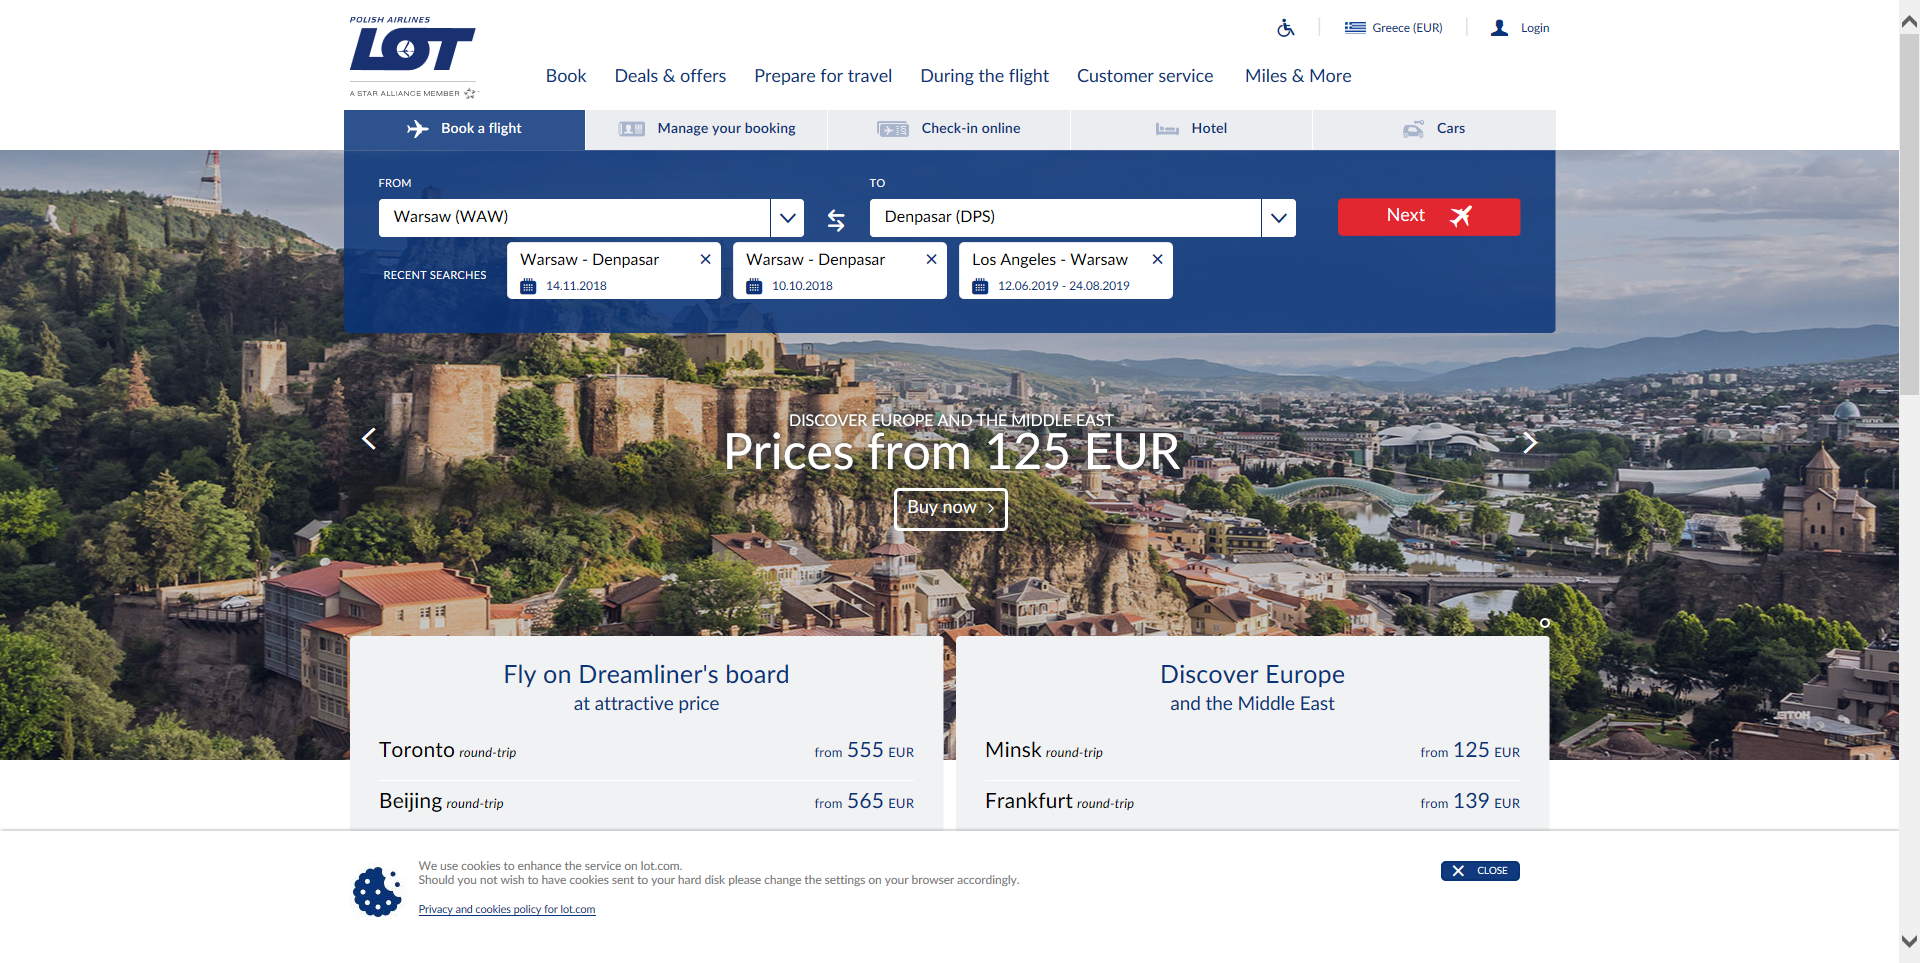 POLISH AIRLINES
LOT
A STAR ALLIANCE MEMBER
Greece (EUR)
Login
Book
Deals & offers
Prepare for travel
During the flight
Customer service
Miles & More
Book a flight
Manage your booking
Check-in online
Hotel
Cars
FROM
TO
Warsaw (WAW)
Denpasar (DPS)
Next
RECENT SEARCHES
Warsaw - Denpasar
14.11.2018
Warsaw - Denpasar
10.10.2018
Los Angeles - Warsaw
12.06.2019 - 24.08.2019
DISCOVER EUROPE AND THE MIDDLE EAST
Prices from 125 EUR
Buy now
Fly on Dreamliner's board
at attractive price
Toronto round-trip from 555 EUR
Beijing round-trip from 565 EUR
Discover Europe
and the Middle East
Minsk round-trip from 125 EUR
Frankfurt round-trip from 139 EUR
HOTEL
We use cookies to enhance the service on lot.com.
Should you not wish to have cookies sent to your hard disk please change the settings on your browser accordingly.
Privacy and cookies policy for lot.com
CLOSE